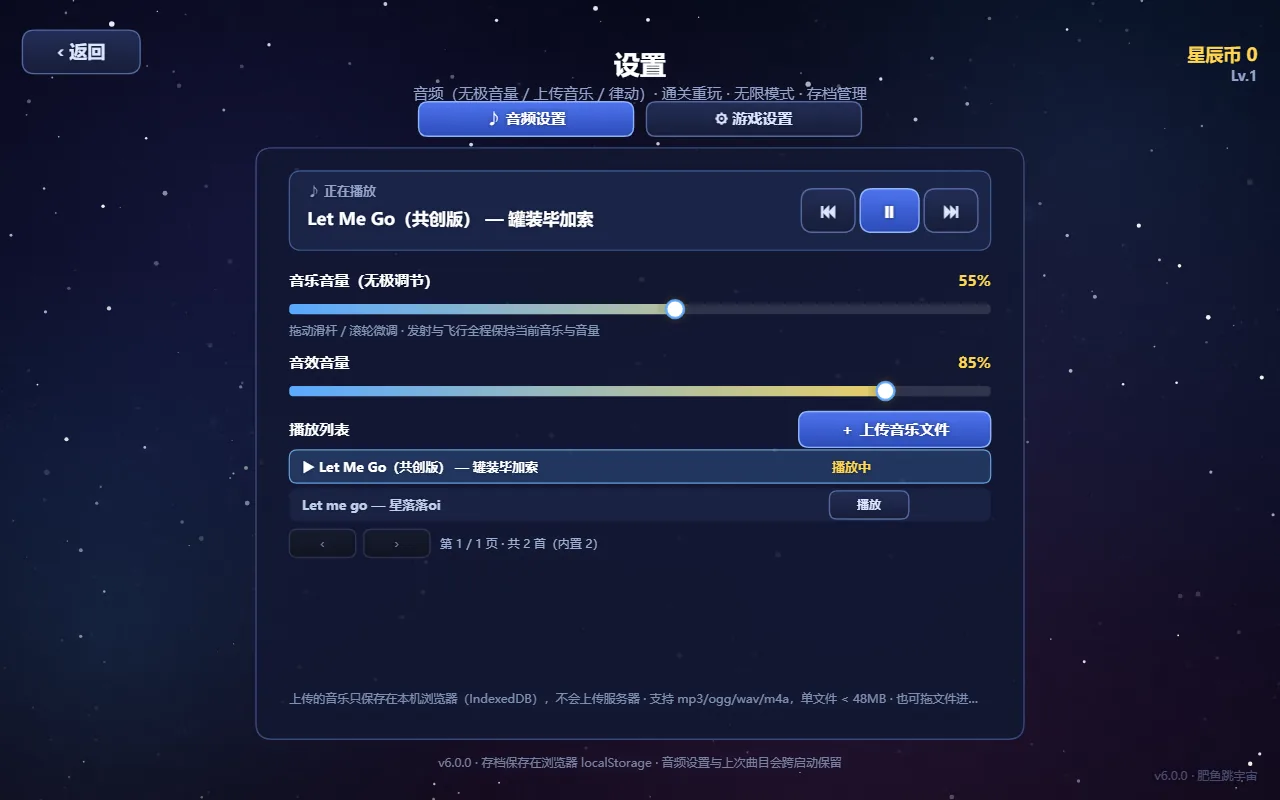 ‹ 返回
设置
星辰币 0
Lv.1
音频（无极音量 / 上传音乐 / 律动）· 通关重玩 · 无限模式 · 存档管理
♪ 音频设置
⚙ 游戏设置
♪ 正在播放
Let Me Go（共创版） — 罐装毕加索
⏮ ⏸ ⏭
音乐音量（无极调节） 55%
拖动滑杆 / 滚轮微调 · 发射与飞行全程保持当前音乐与音量
音效音量 85%
播放列表
+ 上传音乐文件
▶ Let Me Go（共创版） — 罐装毕加索 播放中
Let me go — 星落落oi 播放
‹ › 第 1 / 1 页 · 共 2 首（内置 2）
上传的音乐只保存在本机浏览器（IndexedDB），不会上传服务器 · 支持 mp3/ogg/wav/m4a，单文件 < 48MB · 也可拖文件进...
v6.0.0 · 存档保存在浏览器 localStorage · 音频设置与上次曲目会跨启动保留
v6.0.0 · 肥鱼跳宇宙